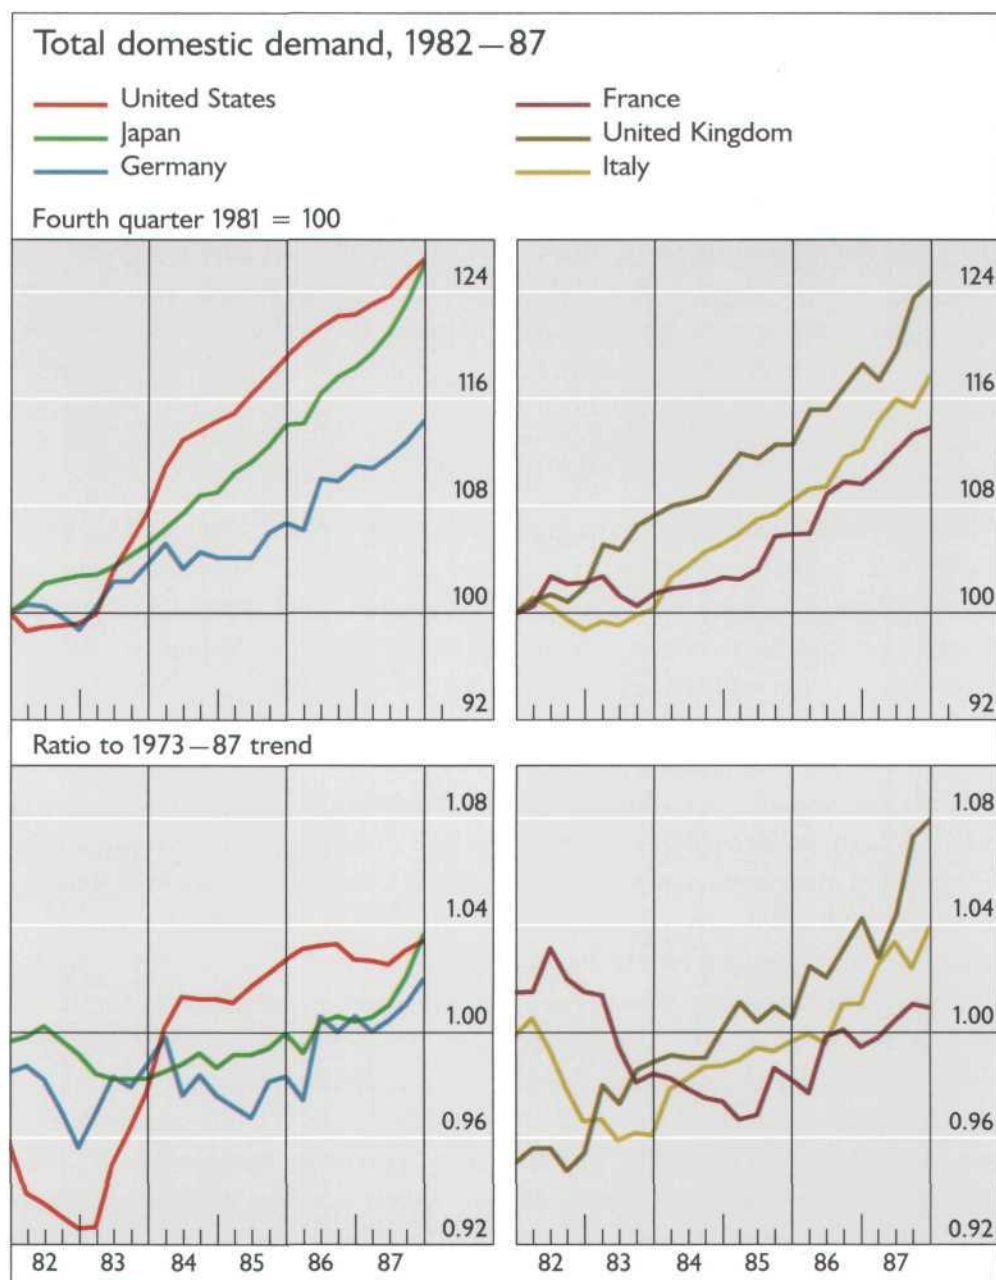 Total domestic demand, 1982–87
United States
Japan
Germany
France
United Kingdom
Italy
Fourth quarter 1981 = 100
124
116
108
100
92
124
116
108
100
92
Ratio to 1973–87 trend
1.08
1.04
1.00
0.96
0.92
1.08
1.04
1.00
0.96
0.92
82 83 84 85 86 87
82 83 84 85 86 87